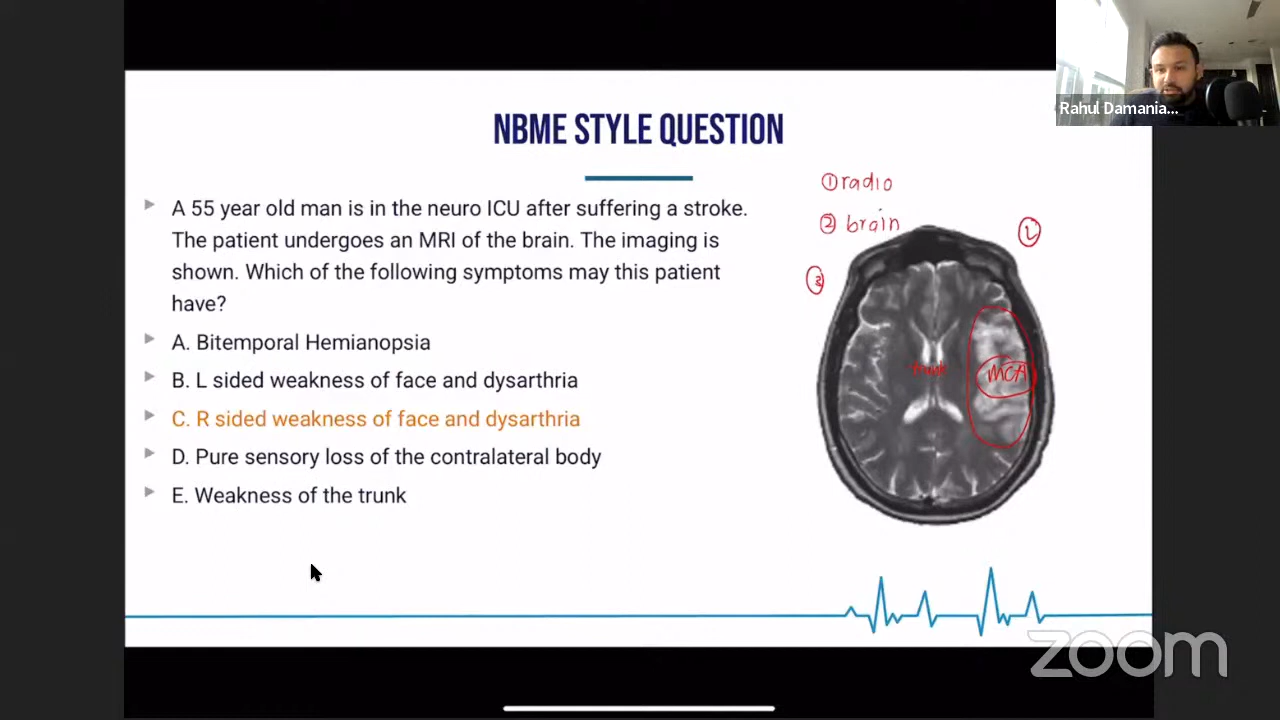 Rahul Damania...
NBME STYLE QUESTION
A 55 year old man is in the neuro ICU after suffering a stroke.
The patient undergoes an MRI of the brain. The imaging is
shown. Which of the following symptoms may this patient
have?
A. Bitemporal Hemianopsia
B. L sided weakness of face and dysarthria
C. R sided weakness of face and dysarthria
D. Pure sensory loss of the contralateral body
E. Weakness of the trunk
① radio
② brain
③
L
trunk
MCA
zoom